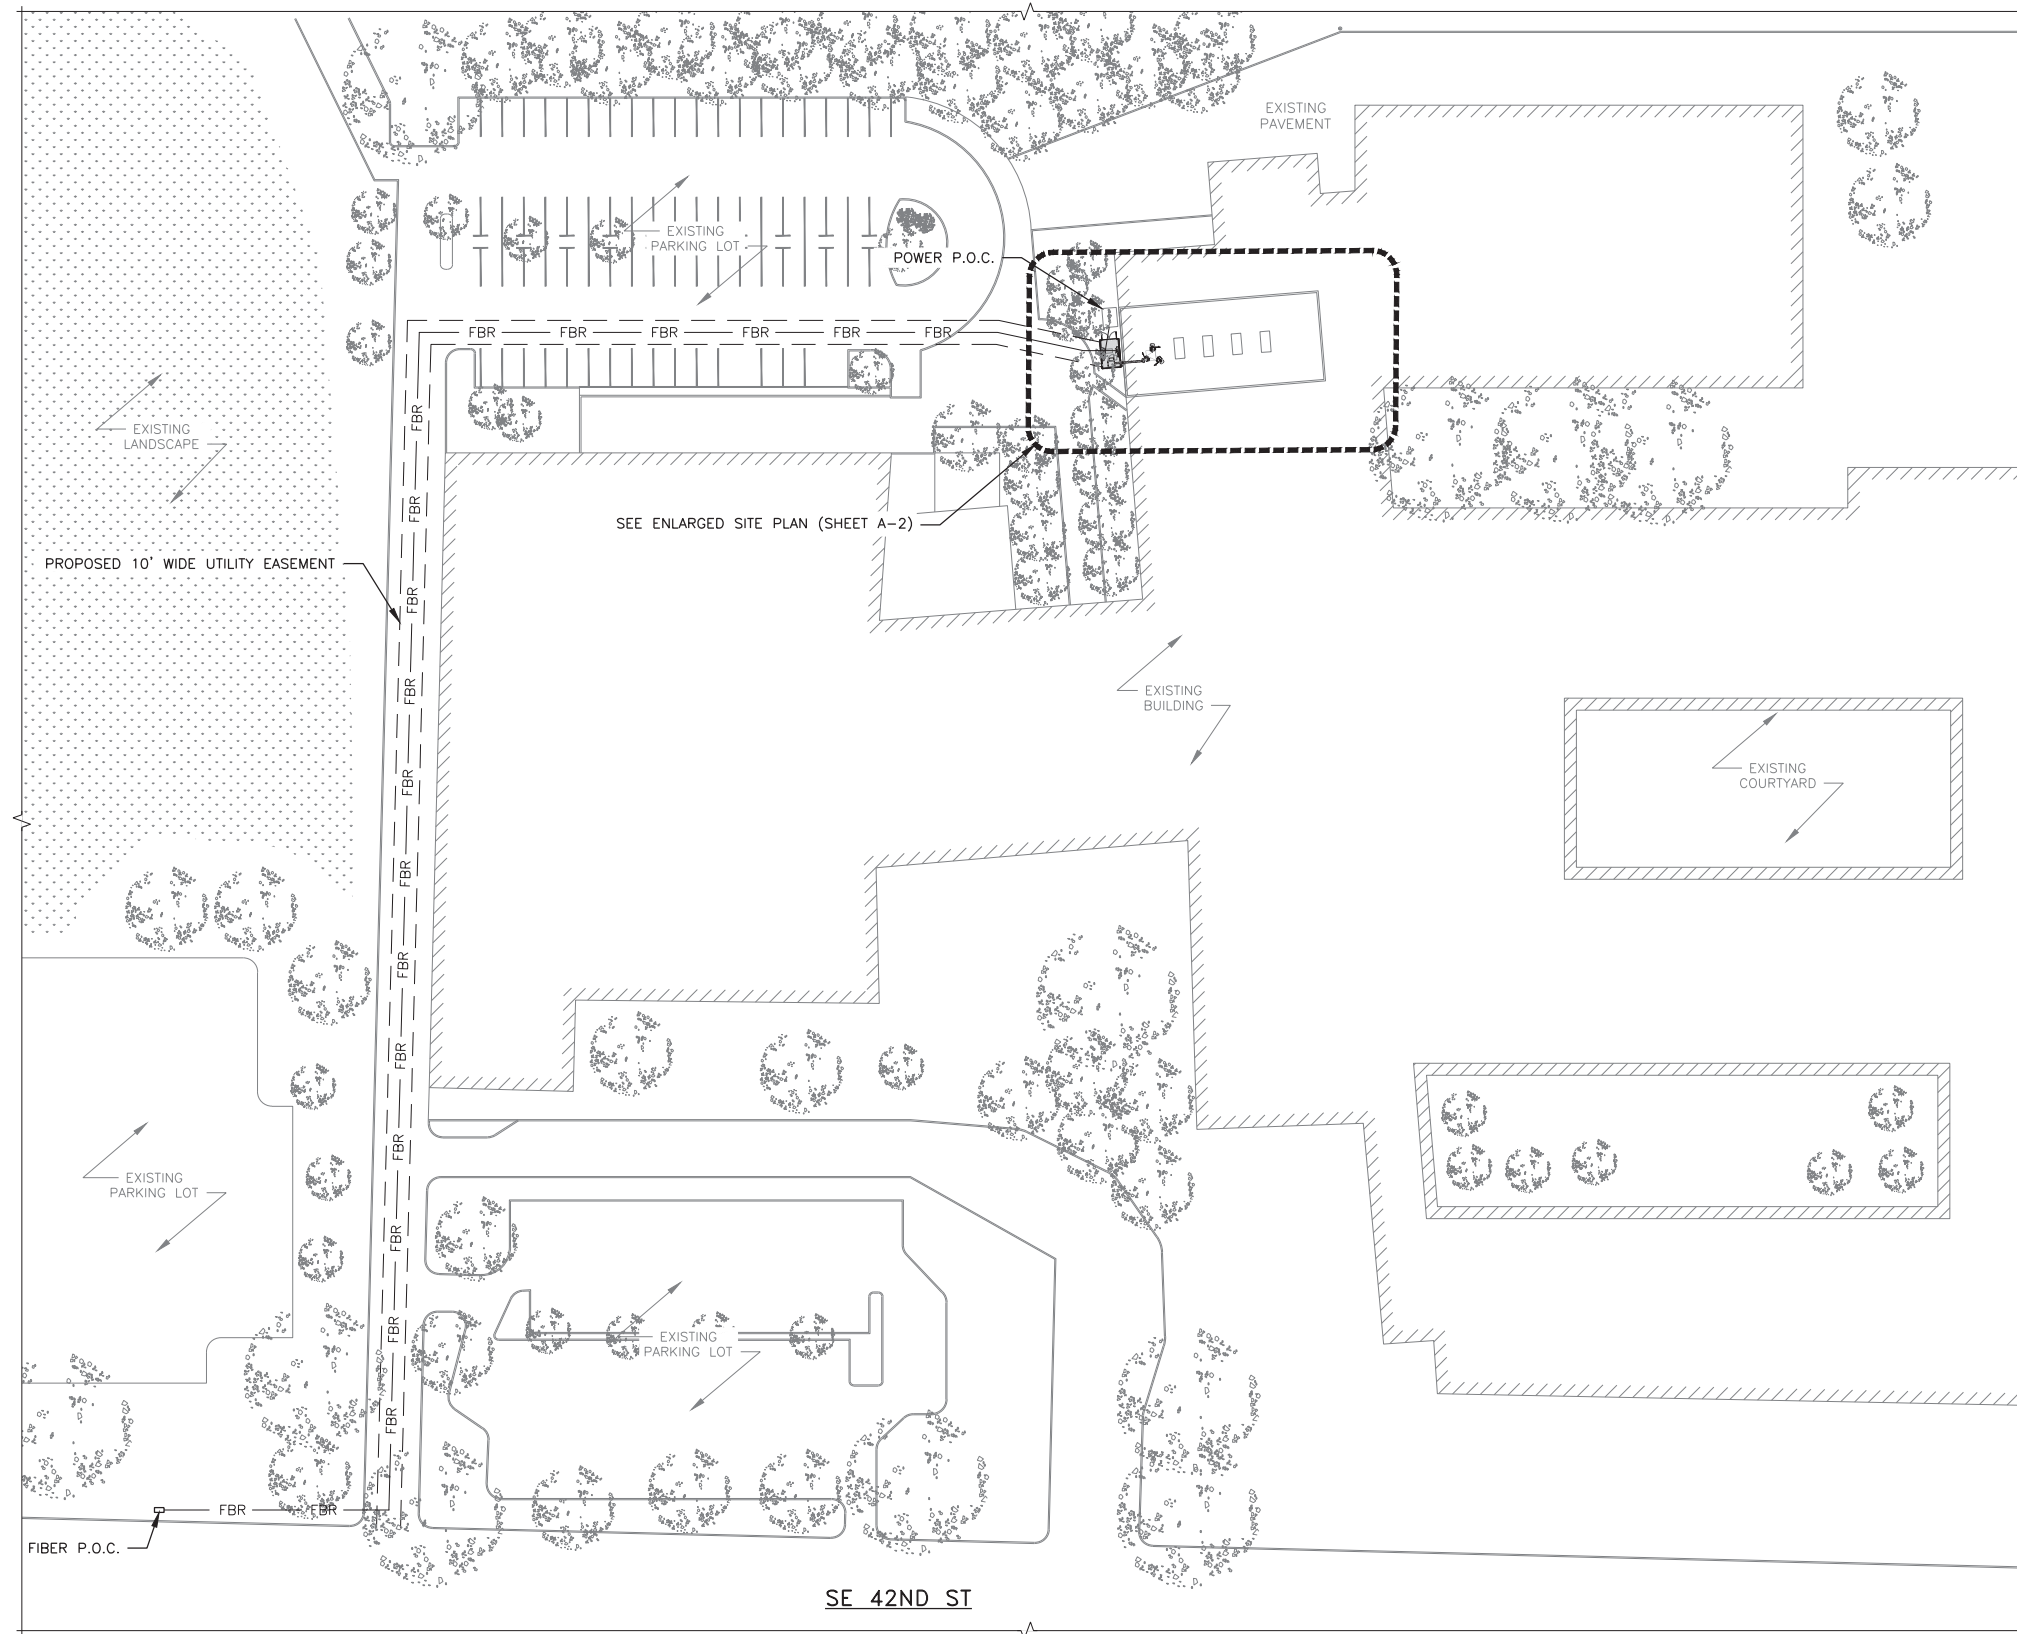 EXISTING
PAVEMENT
EXISTING
PARKING LOT
POWER P.O.C.
FBR
FBR
FBR
FBR
FBR
FBR
FBR
EXISTING
LANDSCAPE
FBR
SEE ENLARGED SITE PLAN (SHEET A-2)
PROPOSED 10' WIDE UTILITY EASEMENT
FBR
FBR
EXISTING
BUILDING
FBR
EXISTING
COURTYARD
FBR
FBR
FBR
FBR
EXISTING
PARKING LOT
FBR
FBR
EXISTING
PARKING LOT
FBR
FBR
FBR
FIBER P.O.C.
SE 42ND ST